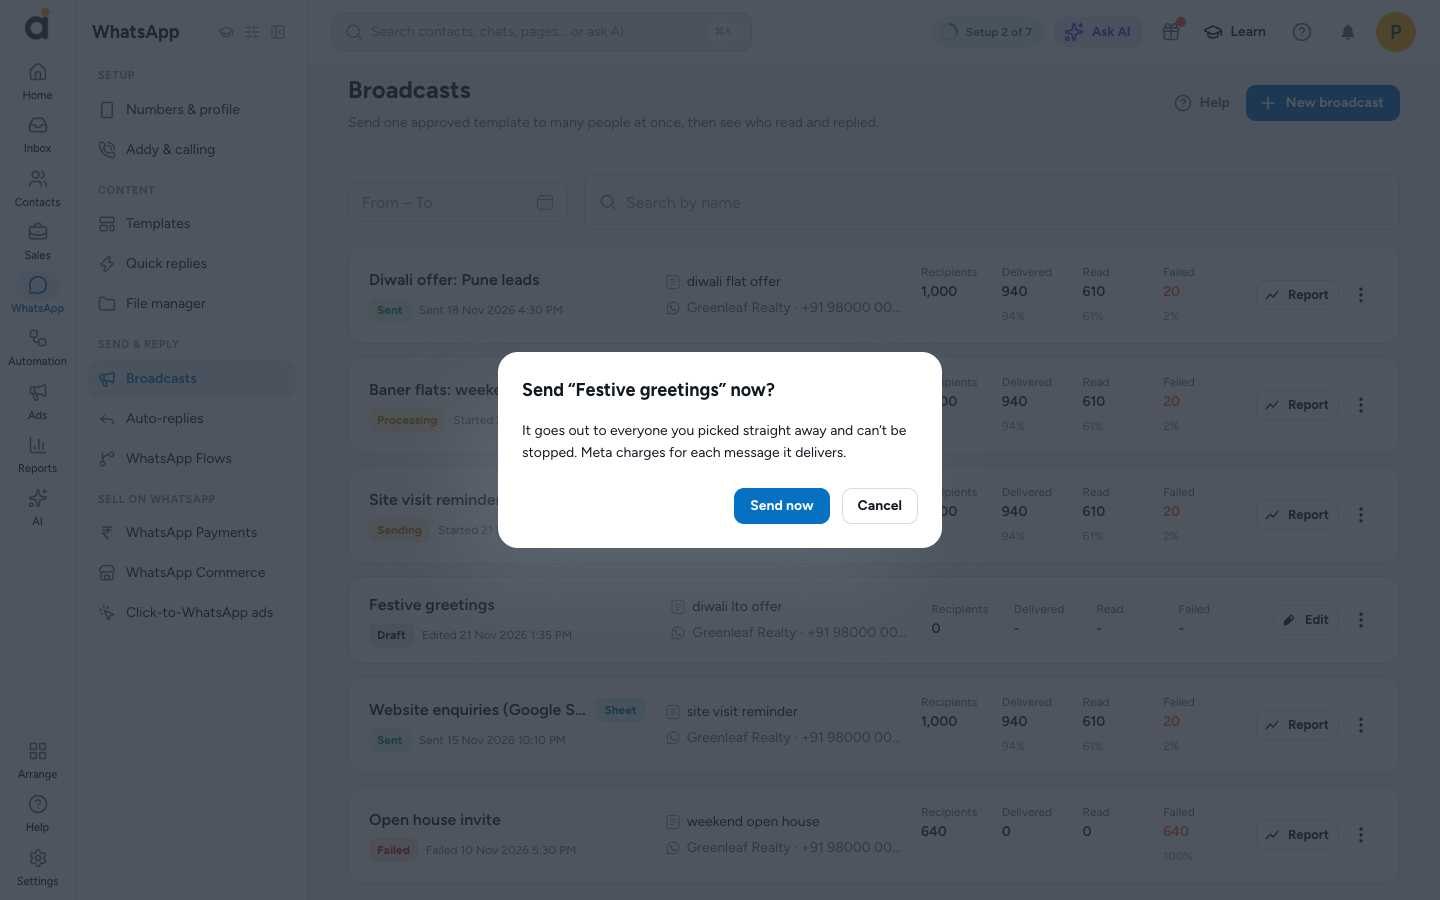 WhatsApp
Search contacts, chats, pages... or ask AI
⌘K
Setup 2 of 7
Ask AI
Learn
P
Home
Inbox
Contacts
Sales
WhatsApp
Automation
Ads
Reports
AI
Arrange
Help
Settings
SETUP
Numbers & profile
Addy & calling
CONTENT
Templates
Quick replies
File manager
SEND & REPLY
Broadcasts
Auto-replies
WhatsApp Flows
SELL ON WHATSAPP
WhatsApp Payments
WhatsApp Commerce
Click-to-WhatsApp ads
Broadcasts
Send one approved template to many people at once, then see who read and replied.
Help
New broadcast
From – To
Search by name
Diwali offer: Pune leads
Sent Sent 18 Nov 2026 4:30 PM
diwali flat offer
Greenleaf Realty · +91 98000 00...
Recipients Delivered Read Failed
1,000 940 610 20
94% 61% 2%
Report
Baner flats: weeke
Processing Started
Delivered Read Failed
940 610 20
94% 61% 2%
Report
Send “Festive greetings” now?
It goes out to everyone you picked straight away and can’t be
stopped. Meta charges for each message it delivers.
Send now
Cancel
Site visit reminde
Sending Started 21
Delivered Read Failed
940 610 20
94% 61% 2%
Report
Festive greetings
Draft Edited 21 Nov 2026 1:35 PM
diwali lto offer
Greenleaf Realty · +91 98000 00...
Recipients Delivered Read Failed
0 - - -
Edit
Website enquiries (Google S... Sheet
Sent Sent 15 Nov 2026 10:10 PM
site visit reminder
Greenleaf Realty · +91 98000 00...
Recipients Delivered Read Failed
1,000 940 610 20
94% 61% 2%
Report
Open house invite
Failed Failed 10 Nov 2026 5:30 PM
weekend open house
Greenleaf Realty · +91 98000 00...
Recipients Delivered Read Failed
640 0 0 640
100%
Report